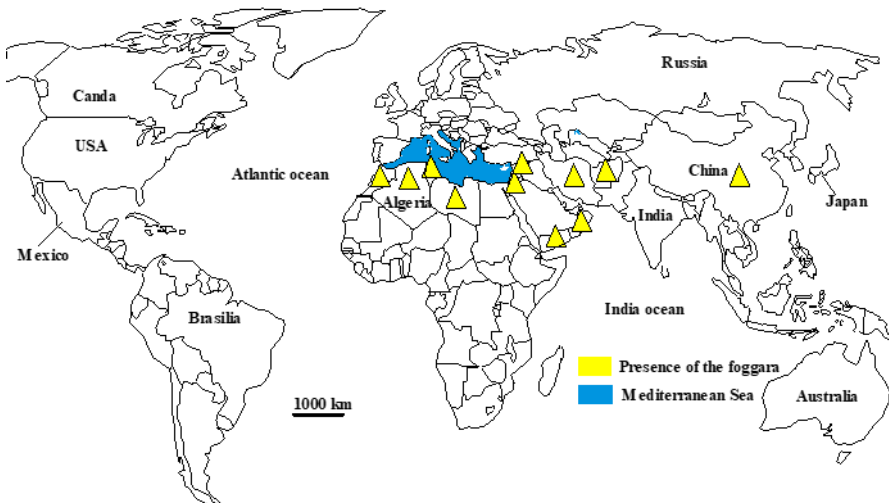 Russia
Canda
USA
Atlantic ocean
China
Algeria
India
Japan
Mexico
India ocean
Brasilia
Presence of the foggara
1000 km
Mediterranean Sea
Australia